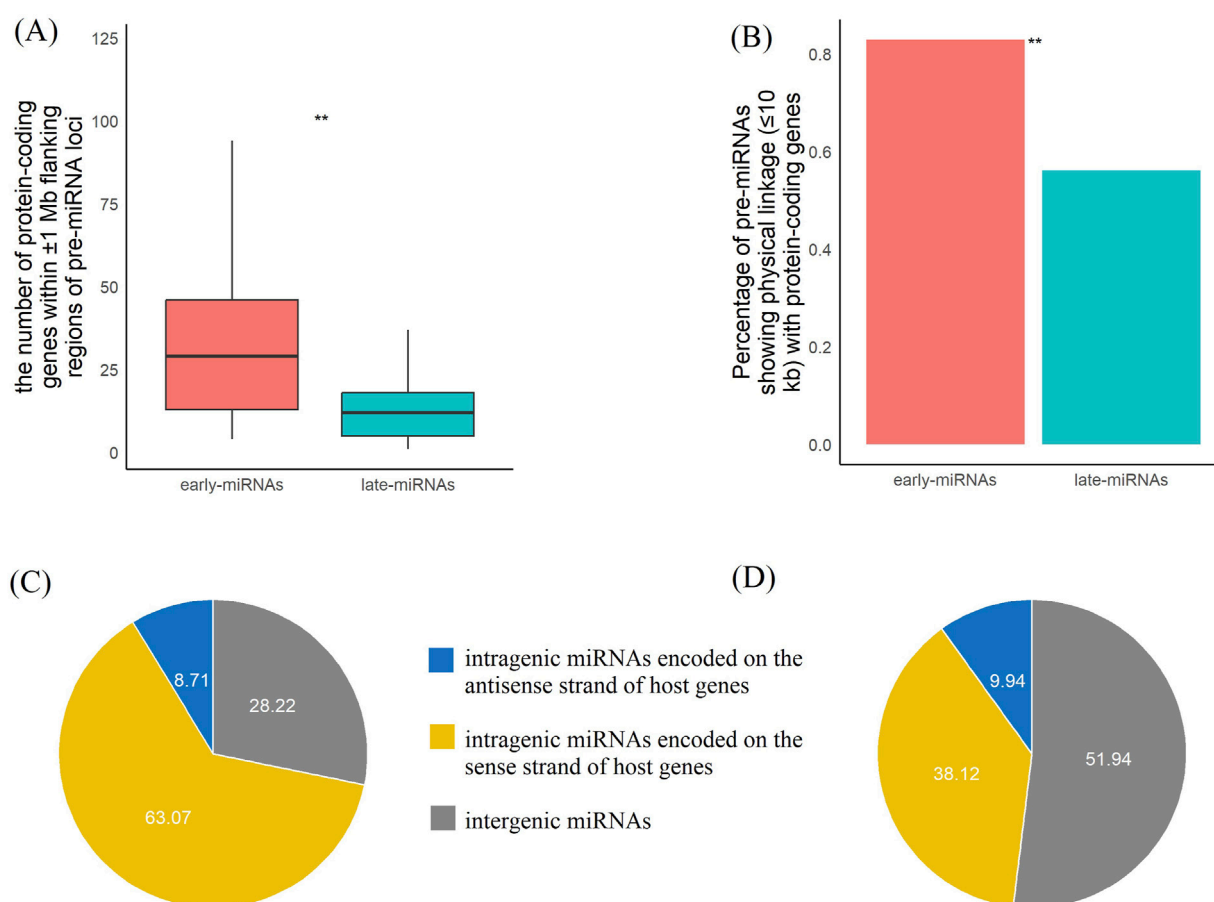 (A)
the number of protein-coding
genes within ±1 Mb flanking
regions of pre-miRNA loci
125
100
75
50
25
0
**
early-miRNAs
late-miRNAs
(B)
Percentage of pre-miRNAs
showing physical linkage (≤10
kb) with protein-coding genes
0.8
0.6
0.4
0.2
0.0
**
early-miRNAs
late-miRNAs
(C)
8.71
28.22
63.07
intragenic miRNAs encoded on the
antisense strand of host genes
intragenic miRNAs encoded on the
sense strand of host genes
intergenic miRNAs
(D)
9.94
38.12
51.94